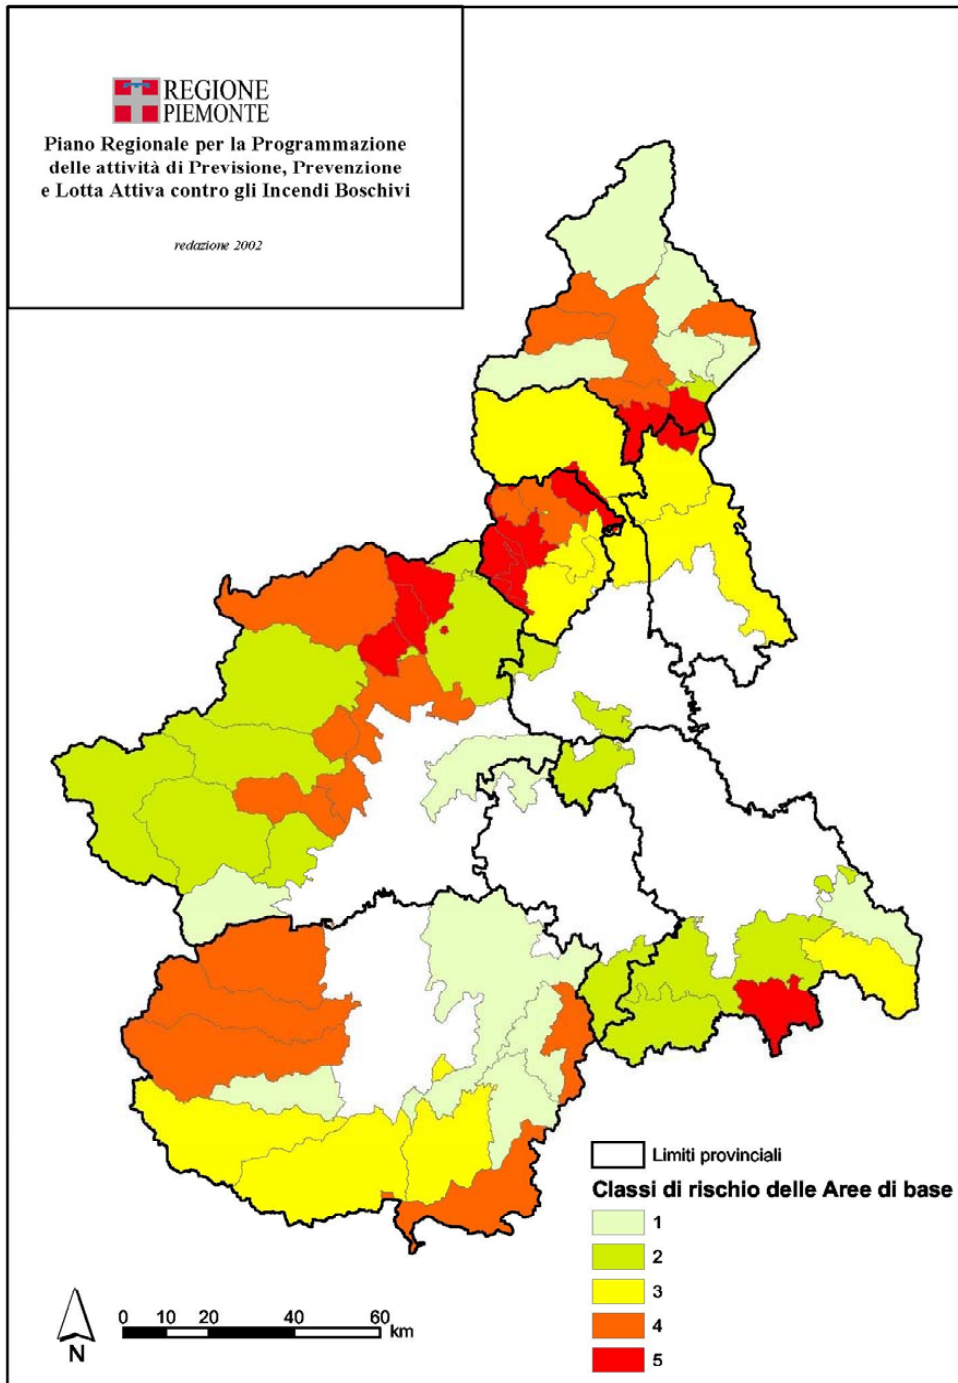 REGIONE
PIEMONTE
Piano Regionale per la Programmazione
delle attività di Previsione, Prevenzione
e Lotta Attiva contro gli Incendi Boschivi
redazione 2002
Limiti provinciali
Classi di rischio delle Aree di base
1
2
3
4
5
0 10 20 40 60
km
N